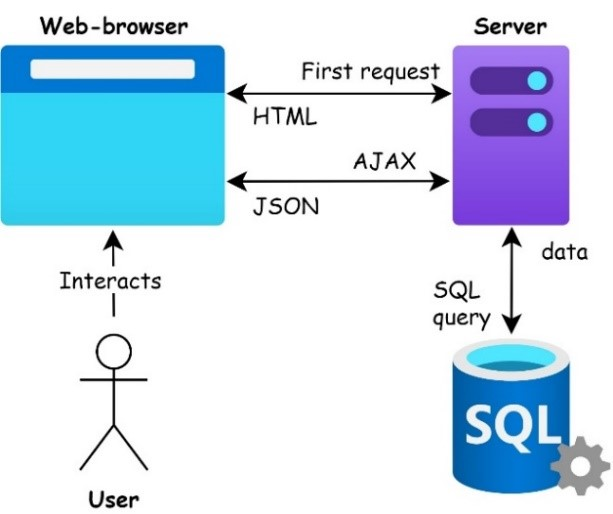 Web-browser
Server
First request
HTML
AJAX
JSON
Interacts
data
SQL
query
SQL
User